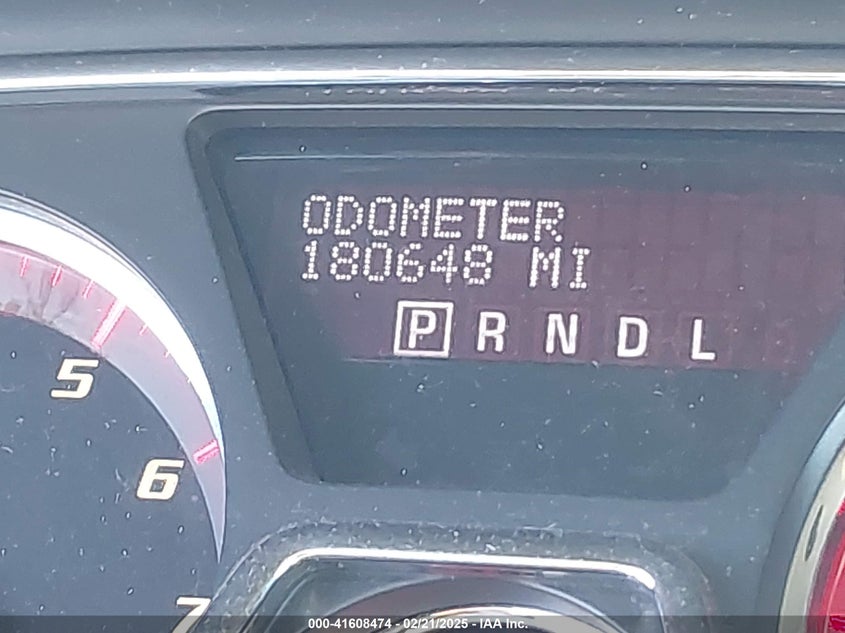 ODOMETER
180648 MI
P R N D L
5
6
7
000-41608474 - 02/21/2025 - IAA Inc.